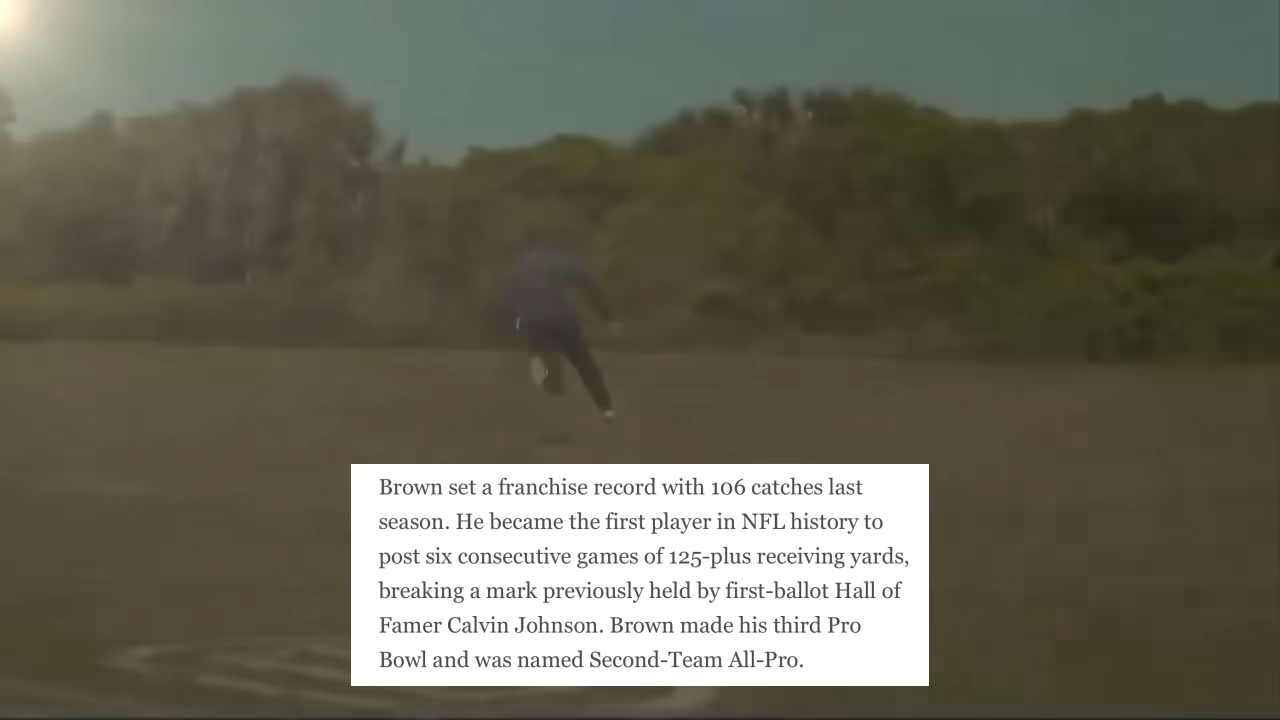 Brown set a franchise record with 106 catches last
season. He became the first player in NFL history to
post six consecutive games of 125-plus receiving yards,
breaking a mark previously held by first-ballot Hall of
Famer Calvin Johnson. Brown made his third Pro
Bowl and was named Second-Team All-Pro.